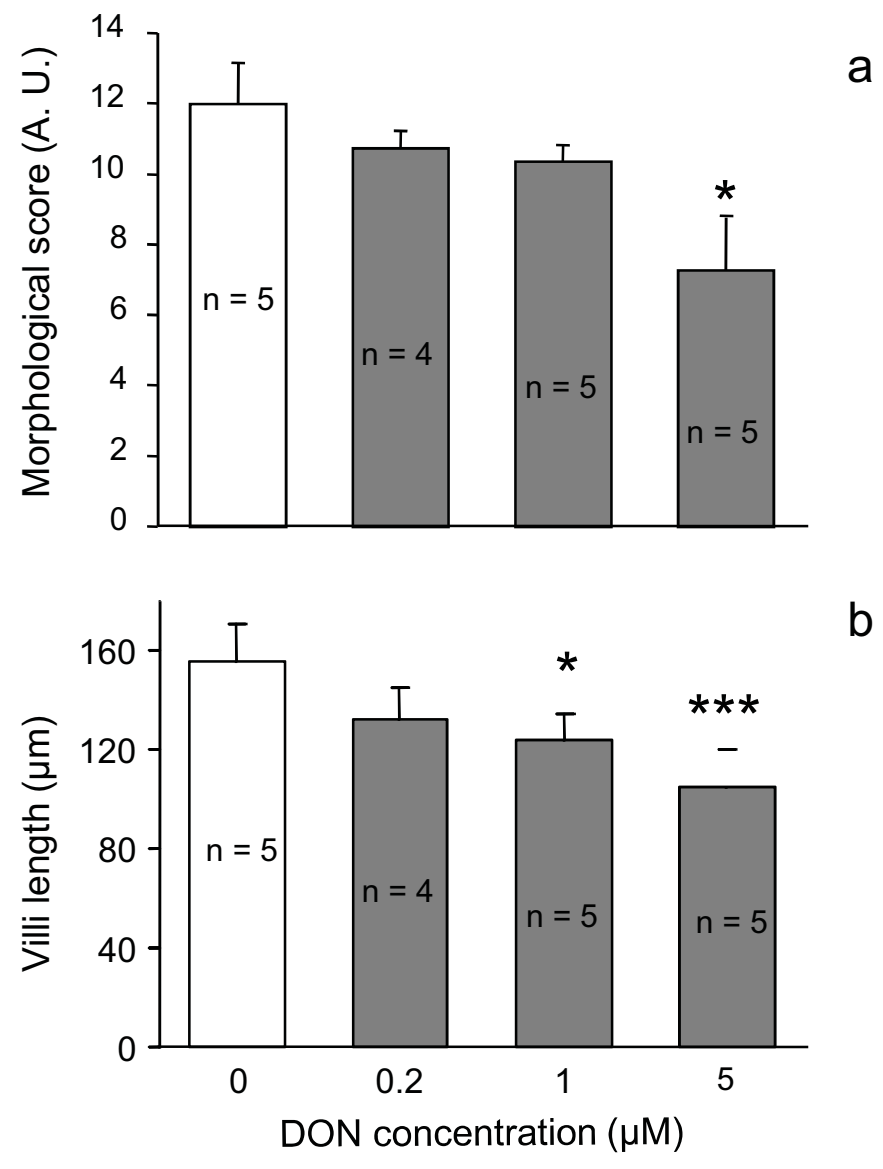 a
Morphological score (A. U.)
14
12
10
8
6
4
2
0
n = 5
n = 4
n = 5
n = 5
*
b
Villi length (μm)
160
120
80
40
0
n = 5
n = 4
n = 5
n = 5
*
***
0 0.2 1 5
DON concentration (μM)